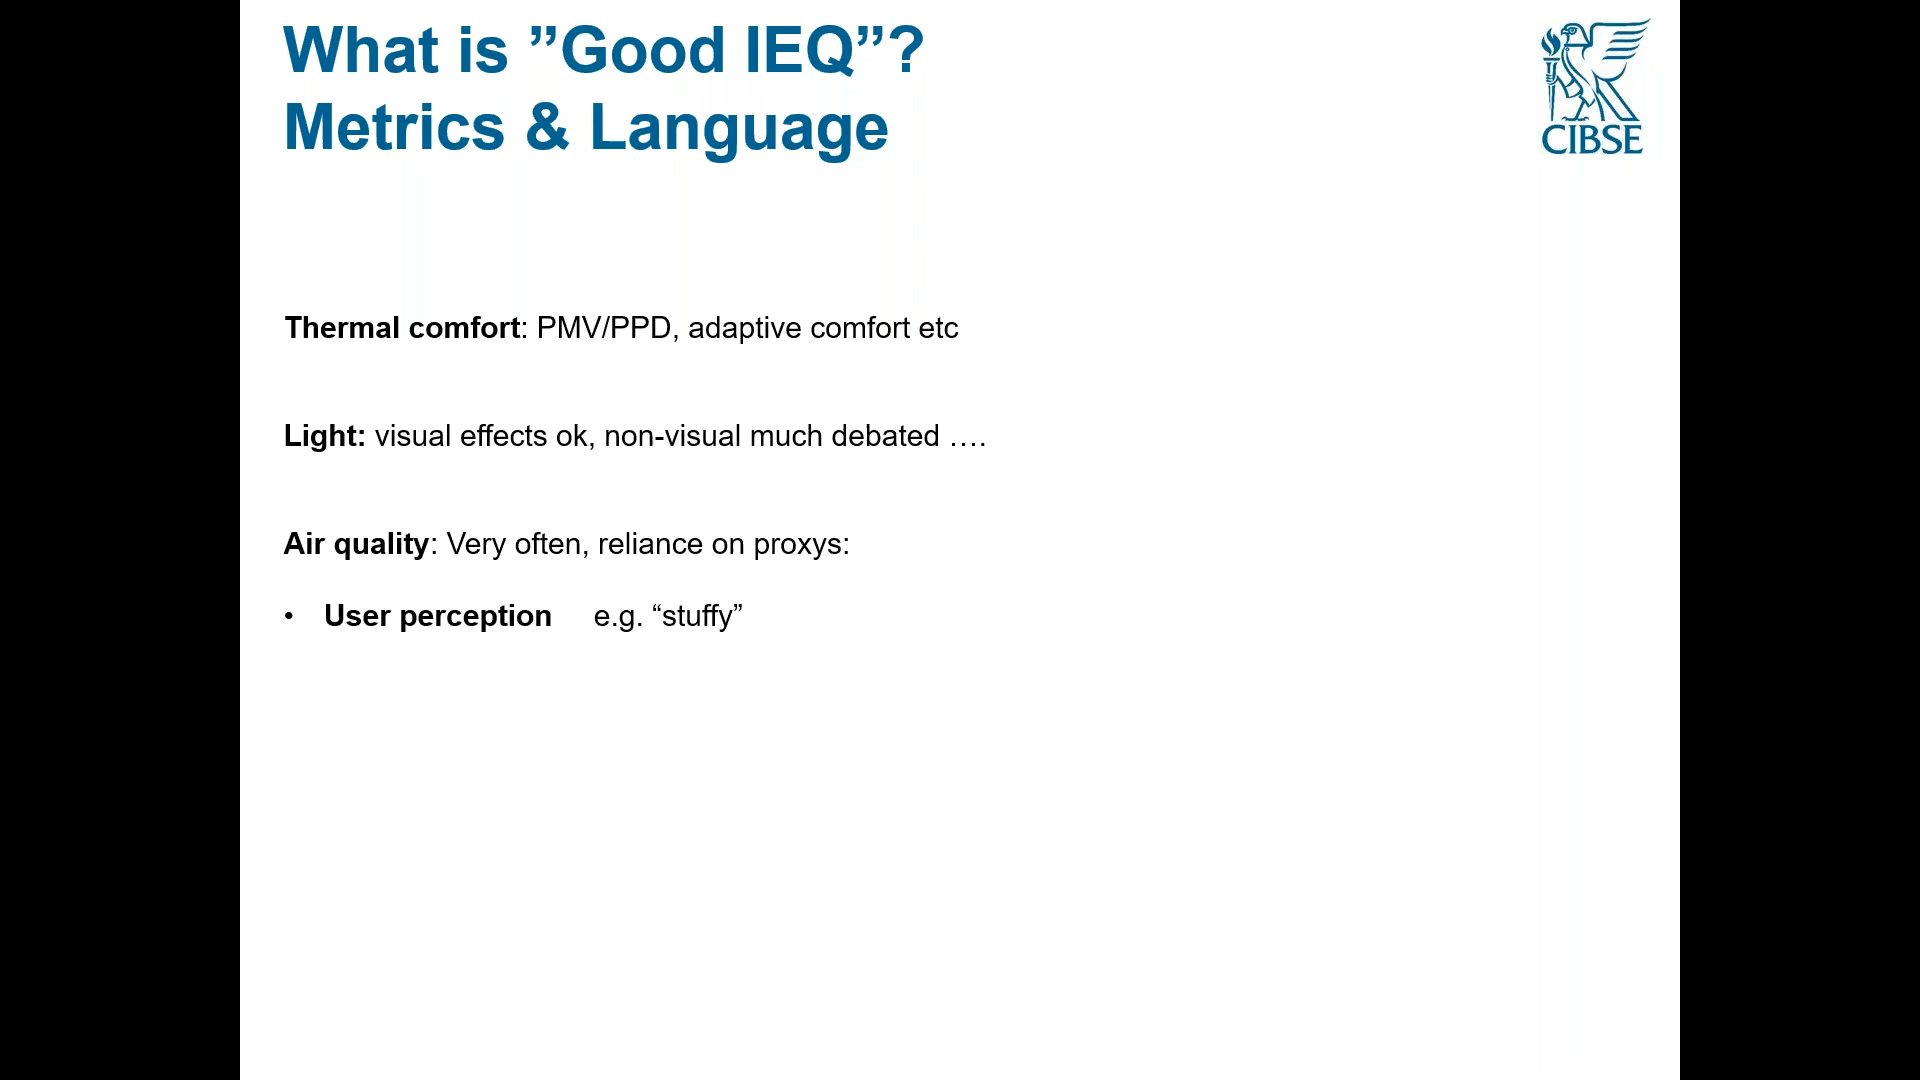 What is ”Good IEQ”?
Metrics & Language
CIBSE
Thermal comfort: PMV/PPD, adaptive comfort etc
Light: visual effects ok, non-visual much debated ….
Air quality: Very often, reliance on proxys:
• User perception e.g. “stuffy”